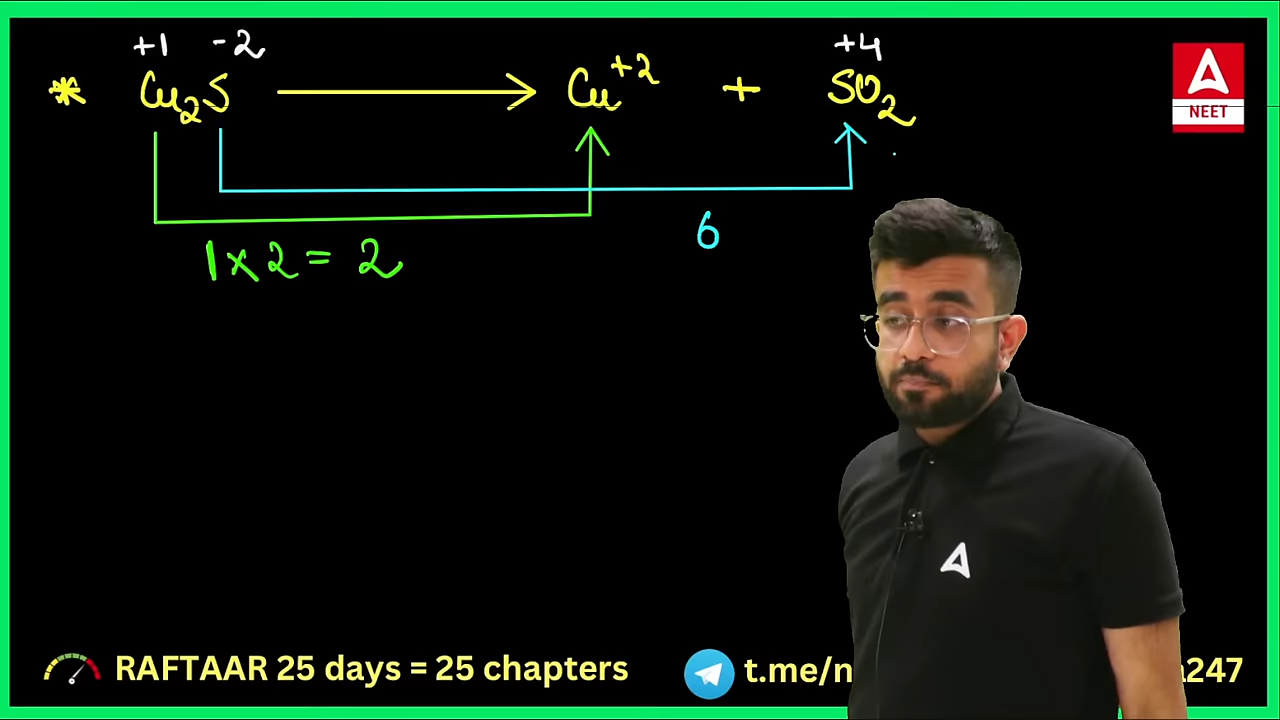 +1 -2 +4
* Cu₂S ⟶ Cu⁺² + SO₂
6
1 × 2 = 2
NEET
RAFTAAR 25 days = 25 chapters
t.me/n 247